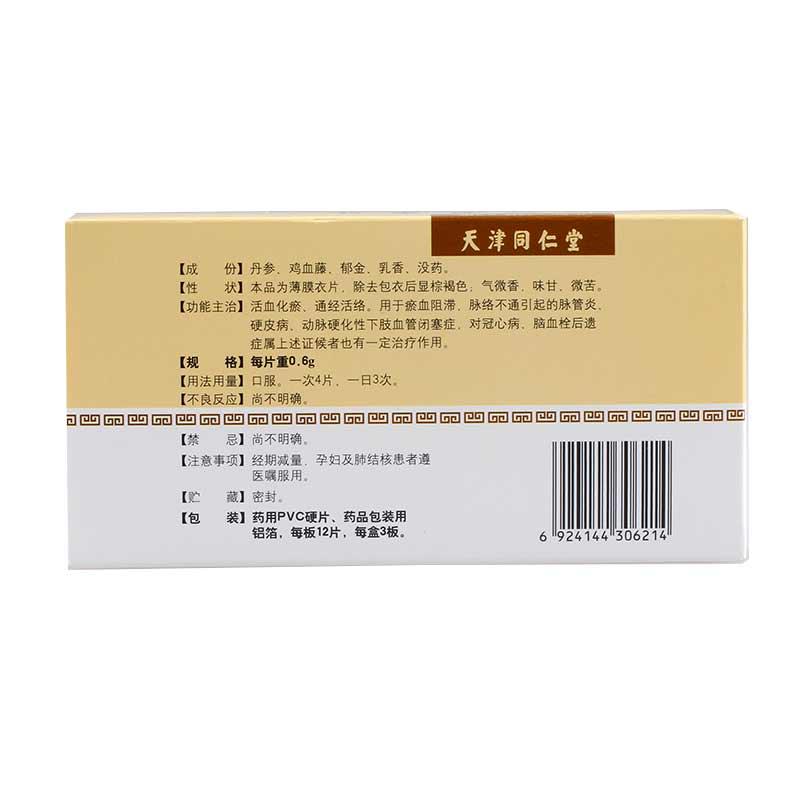 天津同仁堂
【成 份】丹参、鸡血藤、郁金、乳香、没药。
【性 状】本品为薄膜衣片，除去包衣后显棕褐色；气微香，味甘、微苦。
【功能主治】活血化瘀、通经活络。用于瘀血阻滞，脉络不通引起的脉管炎，
硬皮病、动脉硬化性下肢血管闭塞症，对冠心病，脑血栓后遗
症属上述证候者也有一定治疗作用。
【规 格】每片重0.6g
【用法用量】口服。一次4片，一日3次。
【不良反应】尚不明确。
【禁 忌】尚不明确。
【注意事项】经期减量，孕妇及肺结核患者遵
医嘱服用。
【贮 藏】密封。
【包 装】药用PVC硬片、药品包装用
铝箔，每板12片，每盒3板。
6 924144 306214